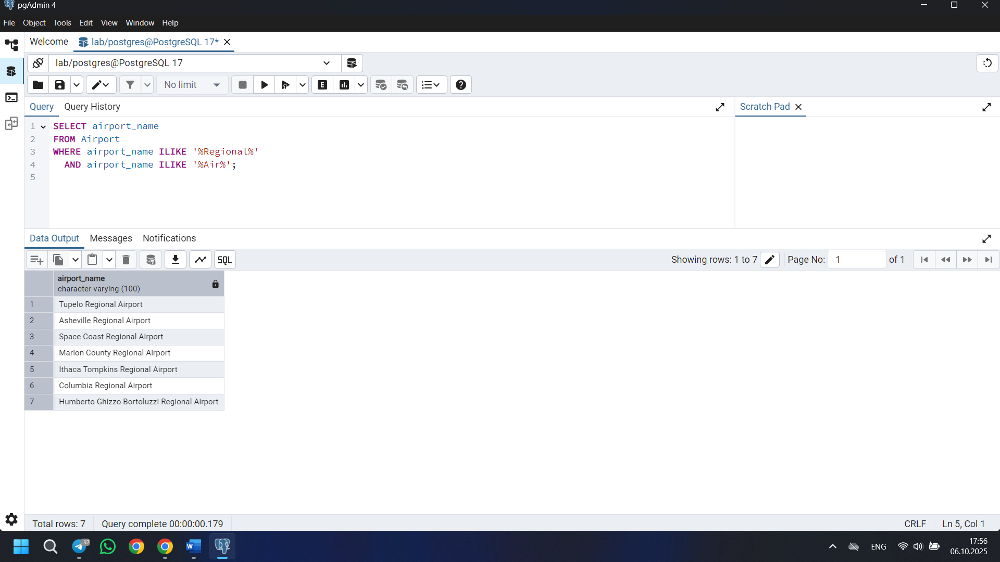 pgAdmin 4
File Object Tools Edit View Window Help
Welcome lab/postgres@PostgreSQL 17*
lab/postgres@PostgreSQL 17
No limit
E
Query Query History
Scratch Pad
1 SELECT airport_name
2 FROM Airport
3 WHERE airport_name ILIKE '%Regional%'
4 AND airport_name ILIKE '%Air%';
5
Data Output Messages Notifications
SQL Showing rows: 1 to 7 Page No: 1 of 1
airport_name
character varying (100)
1 Tupelo Regional Airport
2 Asheville Regional Airport
3 Space Coast Regional Airport
4 Marion County Regional Airport
5 Ithaca Tompkins Regional Airport
6 Columbia Regional Airport
7 Humberto Ghizzo Bortoluzzi Regional Airport
Total rows: 7 Query complete 00:00:00.179 CRLF Ln 5, Col 1
..97
W
ENG
17:56
06.10.2025